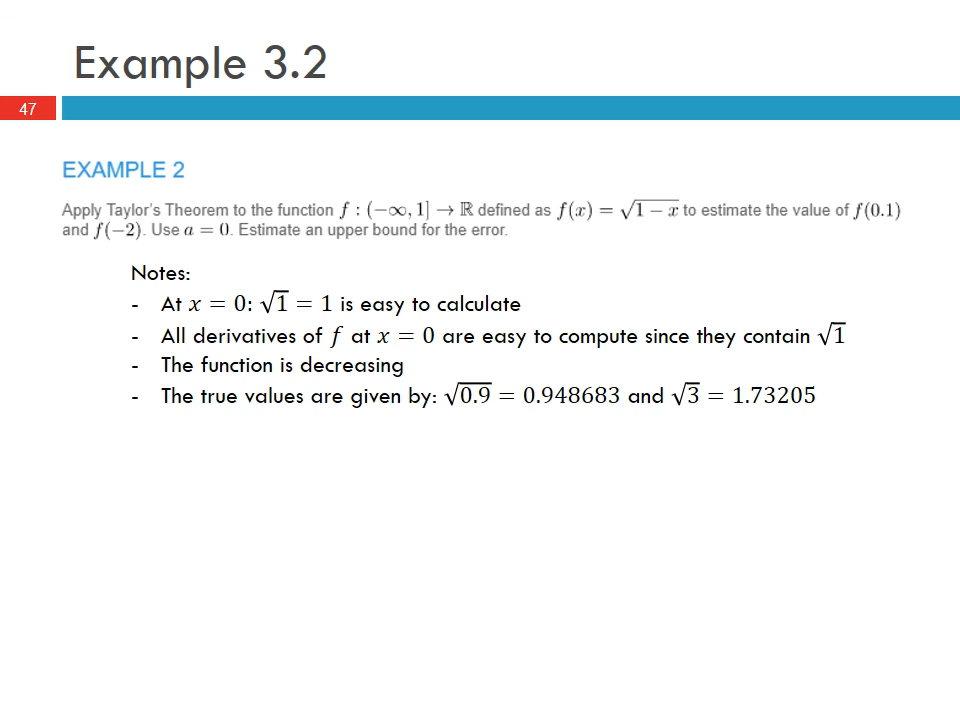 Example 3.2
47
EXAMPLE 2
Apply Taylor's Theorem to the function f : (−∞, 1] → ℝ defined as f(x) = √(1 − x) to estimate the value of f(0.1)
and f(−2). Use a = 0. Estimate an upper bound for the error.
Notes:
- At x = 0: √1 = 1 is easy to calculate
- All derivatives of f at x = 0 are easy to compute since they contain √1
- The function is decreasing
- The true values are given by: √0.9 = 0.948683 and √3 = 1.73205